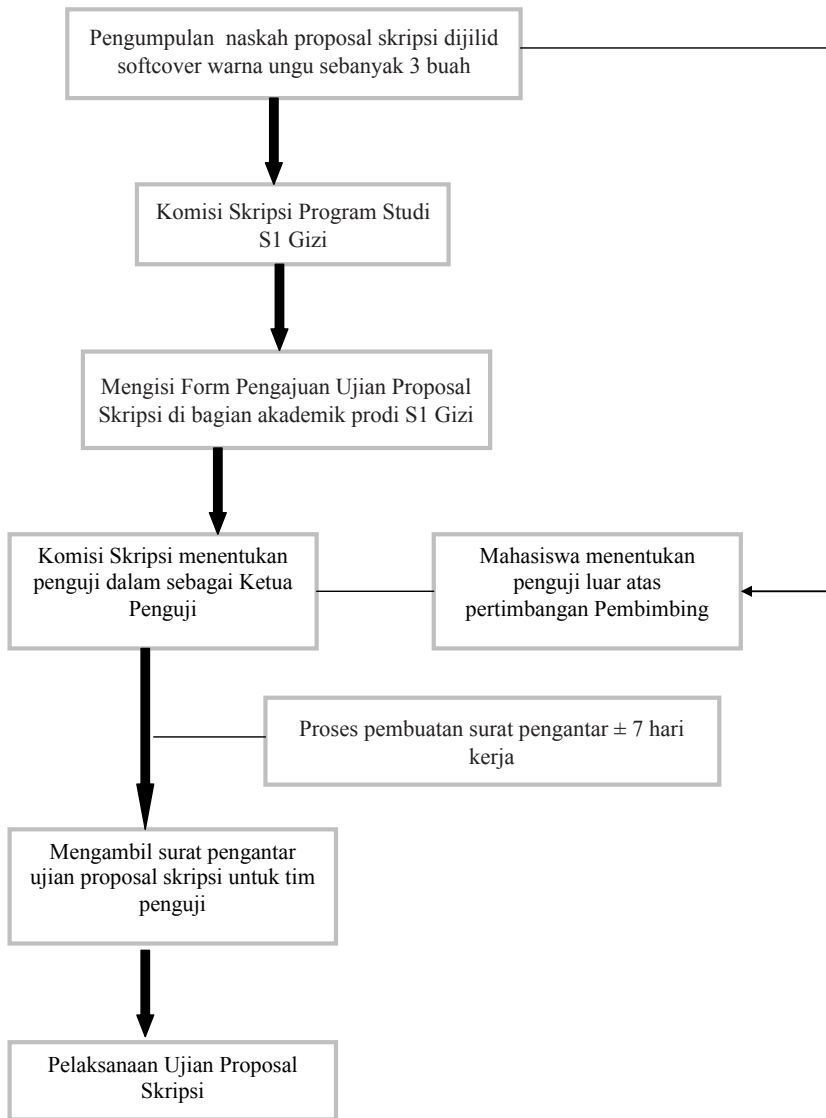 Pengumpulan naskah proposal skripsi dijilid
softcover warna ungu sebanyak 3 buah
Komisi Skripsi Program Studi
S1 Gizi
Mengisi Form Pengajuan Ujian Proposal
Skripsi di bagian akademik prodi S1 Gizi
Komisi Skripsi menentukan
penguji dalam sebagai Ketua
Penguji
Mahasiswa menentukan
penguji luar atas
pertimbangan Pembimbing
Proses pembuatan surat pengantar ± 7 hari
kerja
Mengambil surat pengantar
ujian proposal skripsi untuk tim
penguji
Pelaksanaan Ujian Proposal
Skripsi